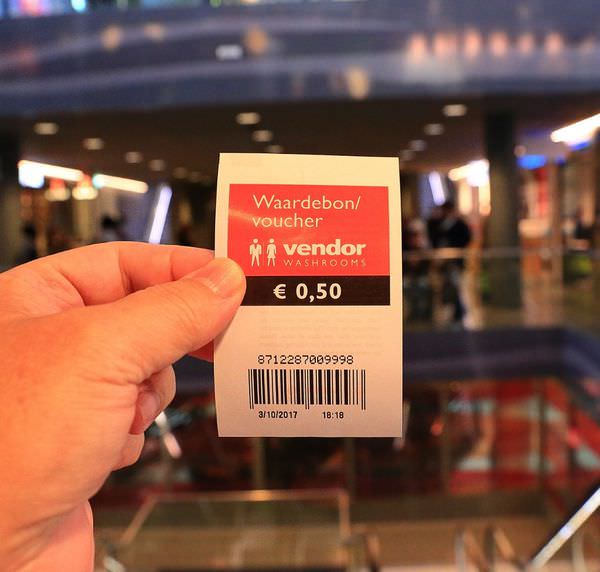 Waardebon/
voucher
vendor
WASHROOMS
€ 0,50
8712287009998
3/10/2017 18:18